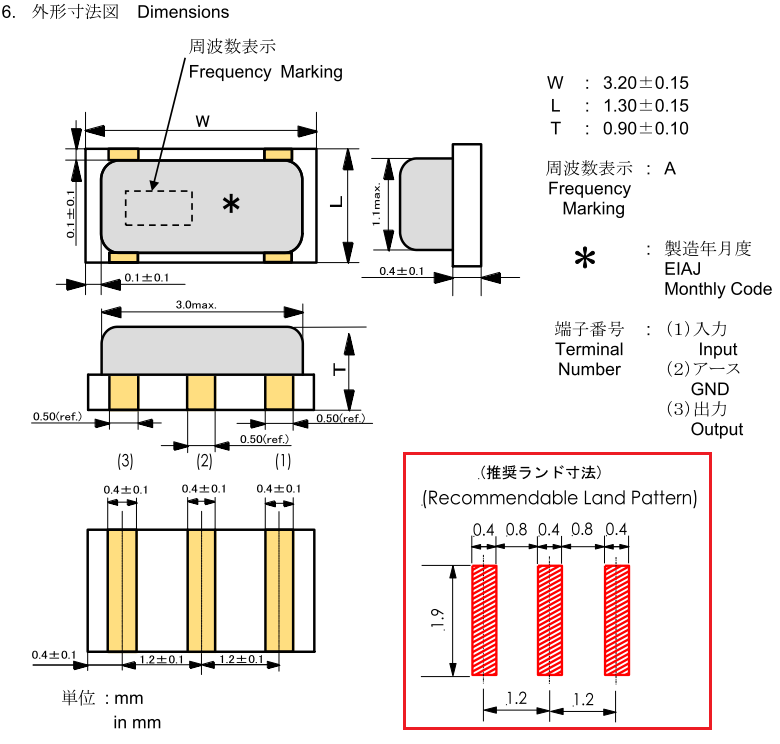 6. 外形寸法図 Dimensions
周波数表示
Frequency Marking
W : 3.20±0.15
L : 1.30±0.15
T : 0.90±0.10
周波数表示 : A
Frequency
Marking
* : 製造年月度
EIAJ
Monthly Code
端子番号 : (1)入力
Terminal Input
Number (2)アース
GND
(3)出力
Output
W
*
L
0.1±0.1
0.1±0.1
1.1max.
0.4±0.1
3.0max.
T
0.50(ref.)
0.50(ref.)
0.50(ref.)
(3) (2) (1)
0.4±0.1 0.4±0.1 0.4±0.1
0.4±0.1 1.2±0.1 1.2±0.1
単位 : mm
in mm
(推奨ランド寸法)
(Recommendable Land Pattern)
0.4 0.8 0.4 0.8 0.4
1.9
1.2 1.2